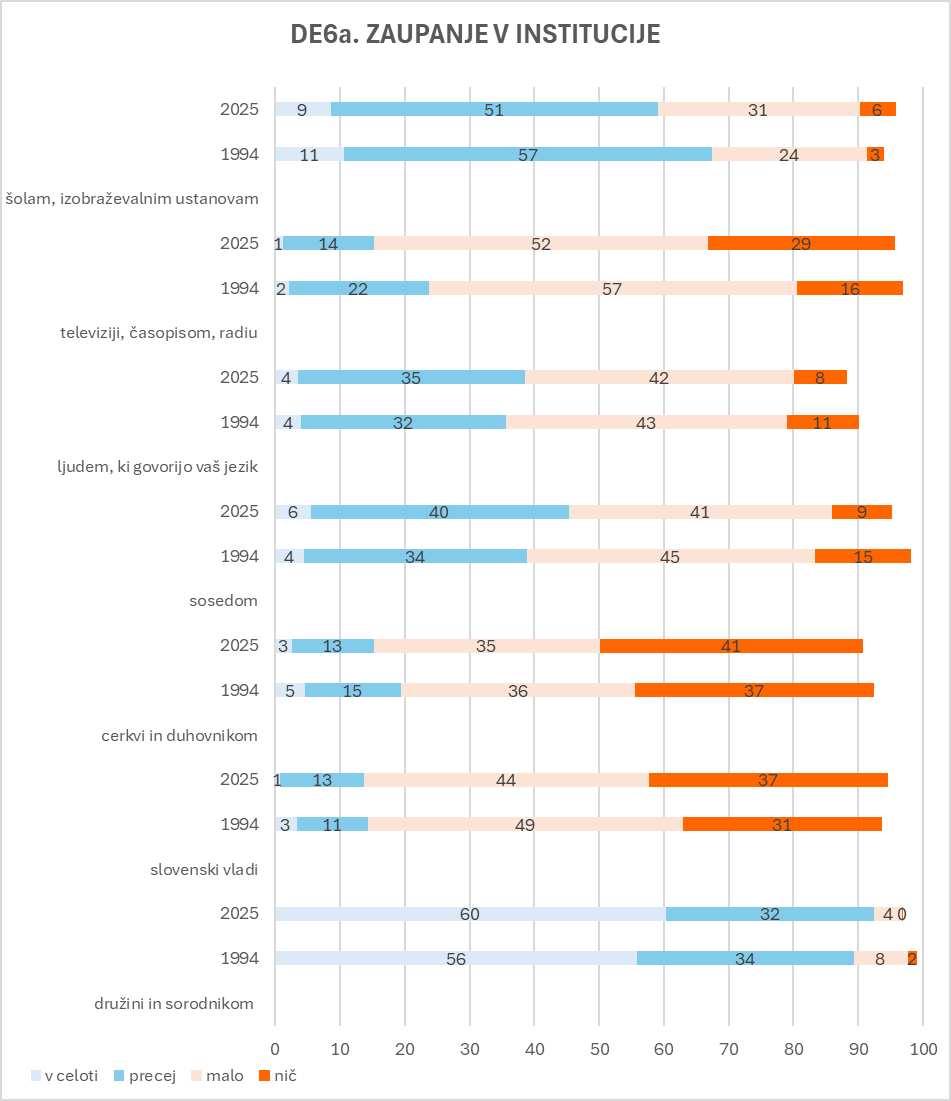 DE6a. ZAUPANJE V INSTITUCIJE
2025 9 51 31 6
1994 11 57 24 3
šolam, izobraževalnim ustanovam
2025 1 14 52 29
1994 2 22 57 16
televiziji, časopisom, radiu
2025 4 35 42 8
1994 4 32 43 11
ljudem, ki govorijo vaš jezik
2025 6 40 41 9
1994 4 34 45 15
sosedom
2025 3 13 35 41
1994 5 15 36 37
cerkvi in duhovnikom
2025 1 13 44 37
1994 3 11 49 31
slovenski vladi
2025 60 32 4 0
1994 56 34 8 2
družini in sorodnikom
0 10 20 30 40 50 60 70 80 90 100
v celoti precej malo nič